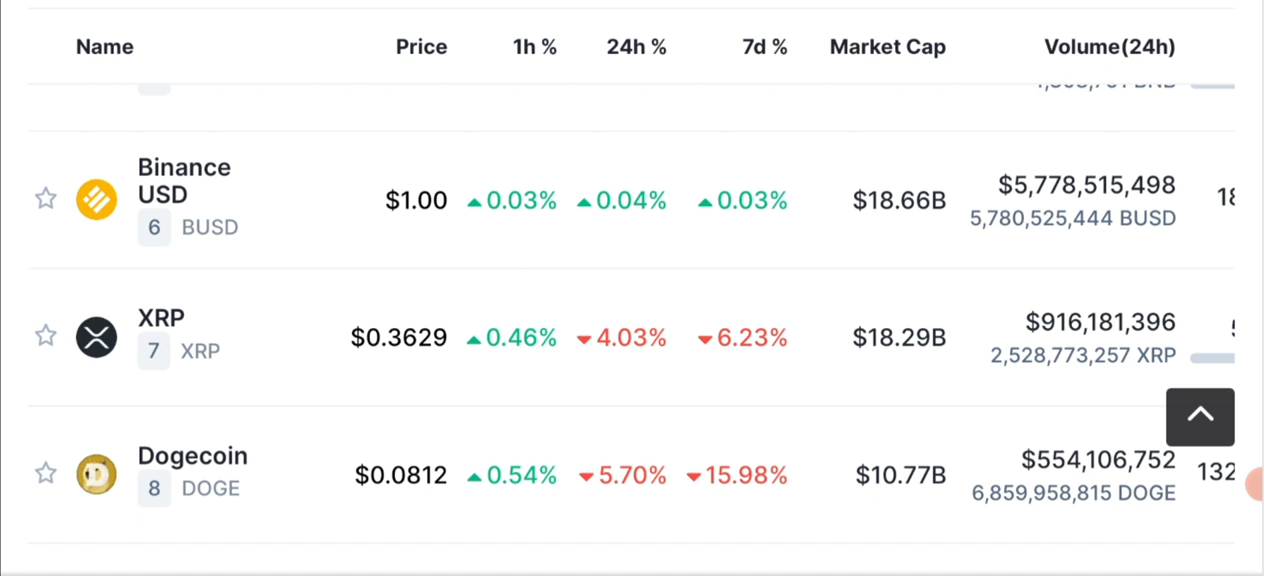 Name Price 1h % 24h % 7d % Market Cap Volume(24h)
Binance
USD
6 BUSD
$1.00 0.03% 0.04% 0.03% $18.66B $5,778,515,498
5,780,525,444 BUSD
XRP
7 XRP
$0.3629 0.46% 4.03% 6.23% $18.29B $916,181,396
2,528,773,257 XRP
Dogecoin
8 DOGE
$0.0812 0.54% 5.70% 15.98% $10.77B $554,106,752 132
6,859,958,815 DOGE